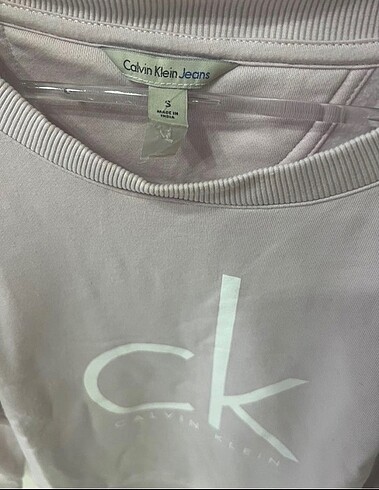 Calvin Klein Jeans
S
MADE IN
INDIA
ck
CALVIN KLEIN